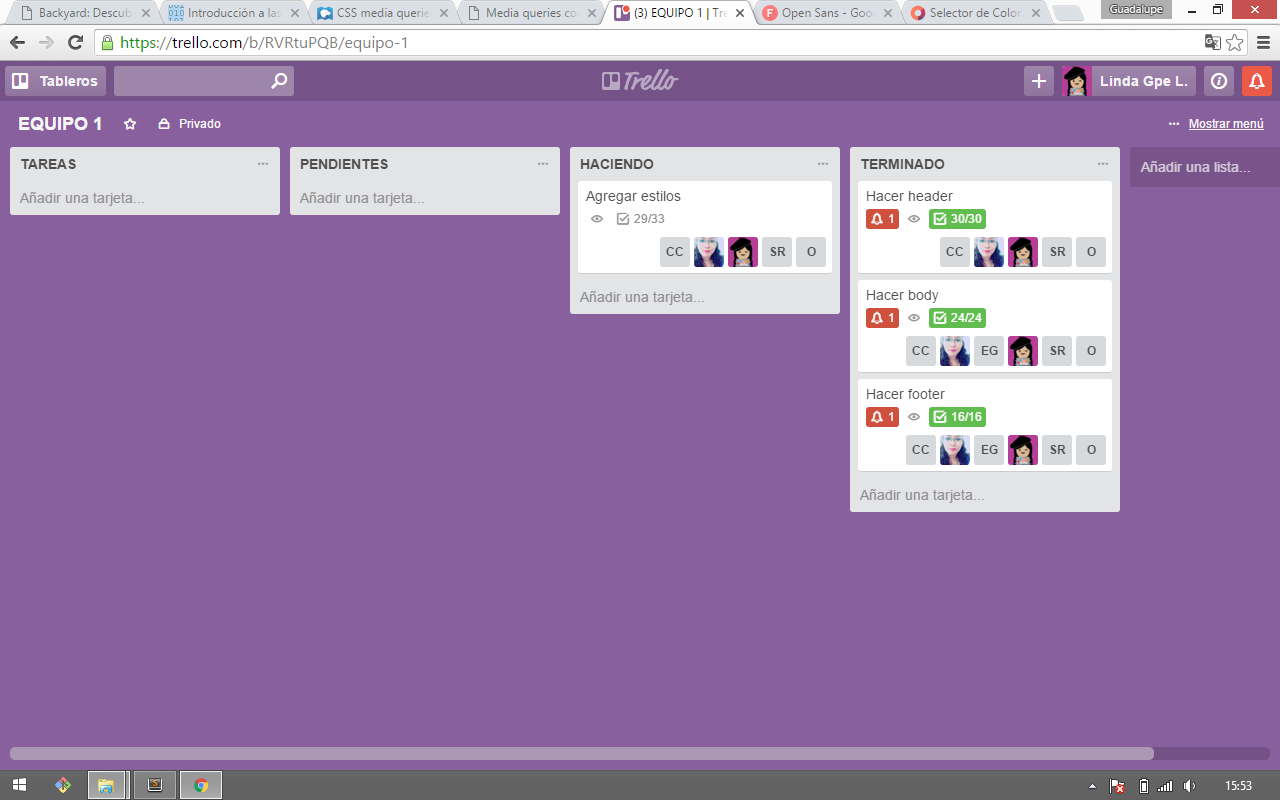 Backyard: Descub
Introducción a las
CSS media querie
Media queries co
(3) EQUIPO 1 | Tre
Open Sans - Goo
Selector de Color
Guadalupe
https://trello.com/b/RVRtuPQB/equipo-1
Tableros
Trello
Linda Gpe L.
EQUIPO 1
Privado
Mostrar menú
TAREAS
Añadir una tarjeta...
PENDIENTES
Añadir una tarjeta...
HACIENDO
Agregar estilos
29/33
CC
SR
O
Añadir una tarjeta...
TERMINADO
Hacer header
1
30/30
CC
SR
O
Hacer body
1
24/24
CC
EG
SR
O
Hacer footer
1
16/16
CC
EG
SR
O
Añadir una tarjeta...
Añadir una lista...
15:53